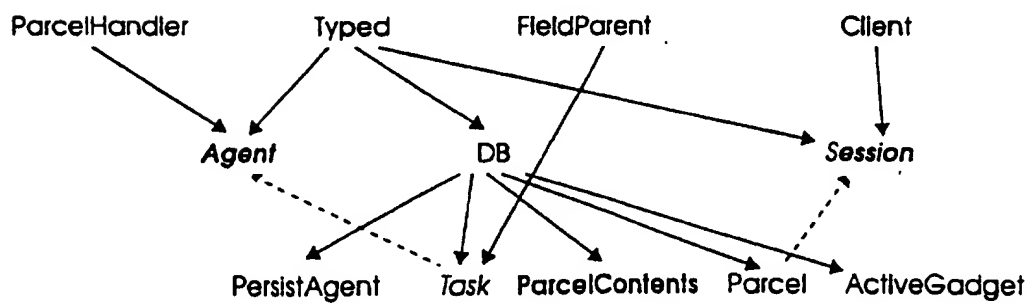 ParcelHandler Typed FieldParent Client
Agent DB Session
PersistAgent Task ParcelContents Parcel ActiveGadget